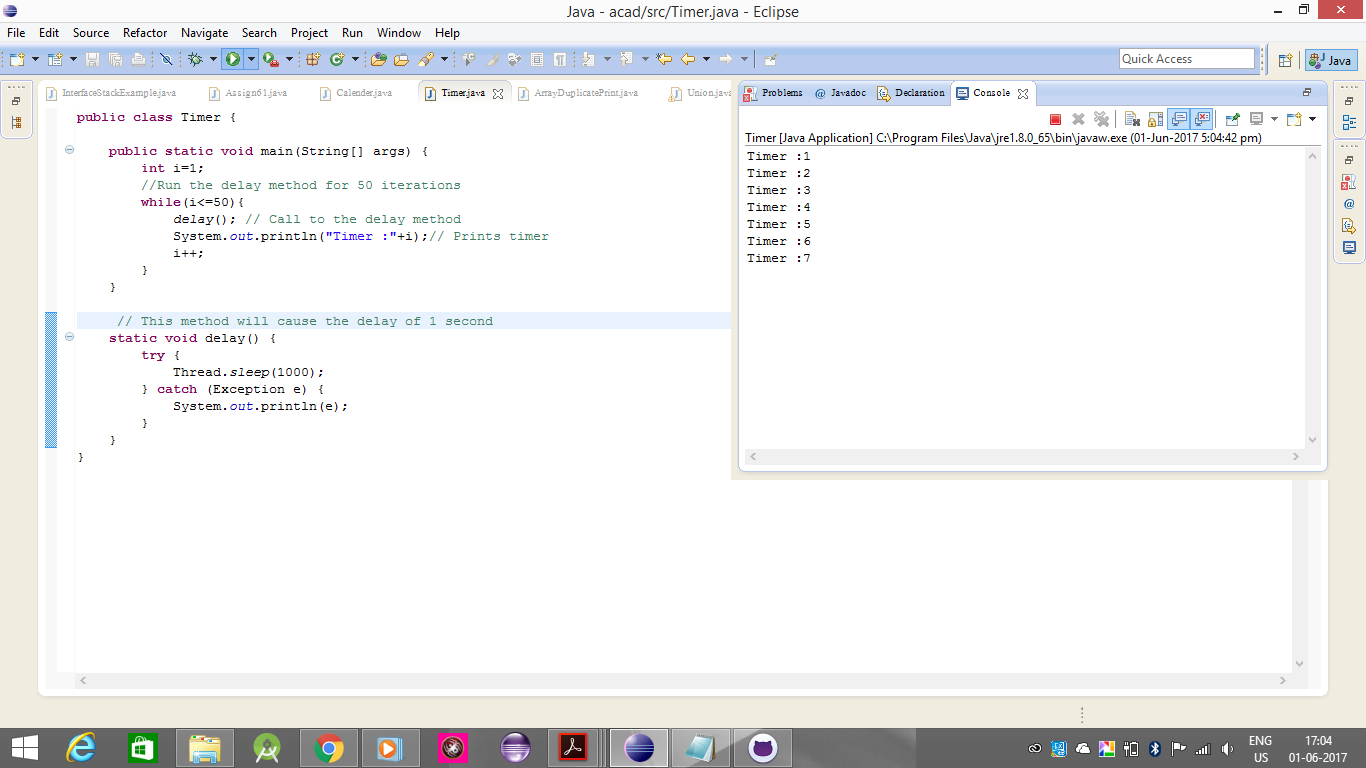 Java - acad/src/Timer.java - Eclipse
File Edit Source Refactor Navigate Search Project Run Window Help
Quick Access
Java
InterfaceStackExample.java Assign61.java Calender.java Timer.java ArrayDuplicatePrint.java Union.java
public class Timer {
public static void main(String[] args) {
int i=1;
//Run the delay method for 50 iterations
while(i<=50){
delay(); // Call to the delay method
System.out.println("Timer :"+i);// Prints timer
i++;
}
}
// This method will cause the delay of 1 second
static void delay() {
try {
Thread.sleep(1000);
} catch (Exception e) {
System.out.println(e);
}
}
}
Problems @ Javadoc Declaration Console
Timer [Java Application] C:\Program Files\Java\jre1.8.0_65\bin\javaw.exe (01-Jun-2017 5:04:42 pm)
Timer :1
Timer :2
Timer :3
Timer :4
Timer :5
Timer :6
Timer :7
ENG
US
17:04
01-06-2017